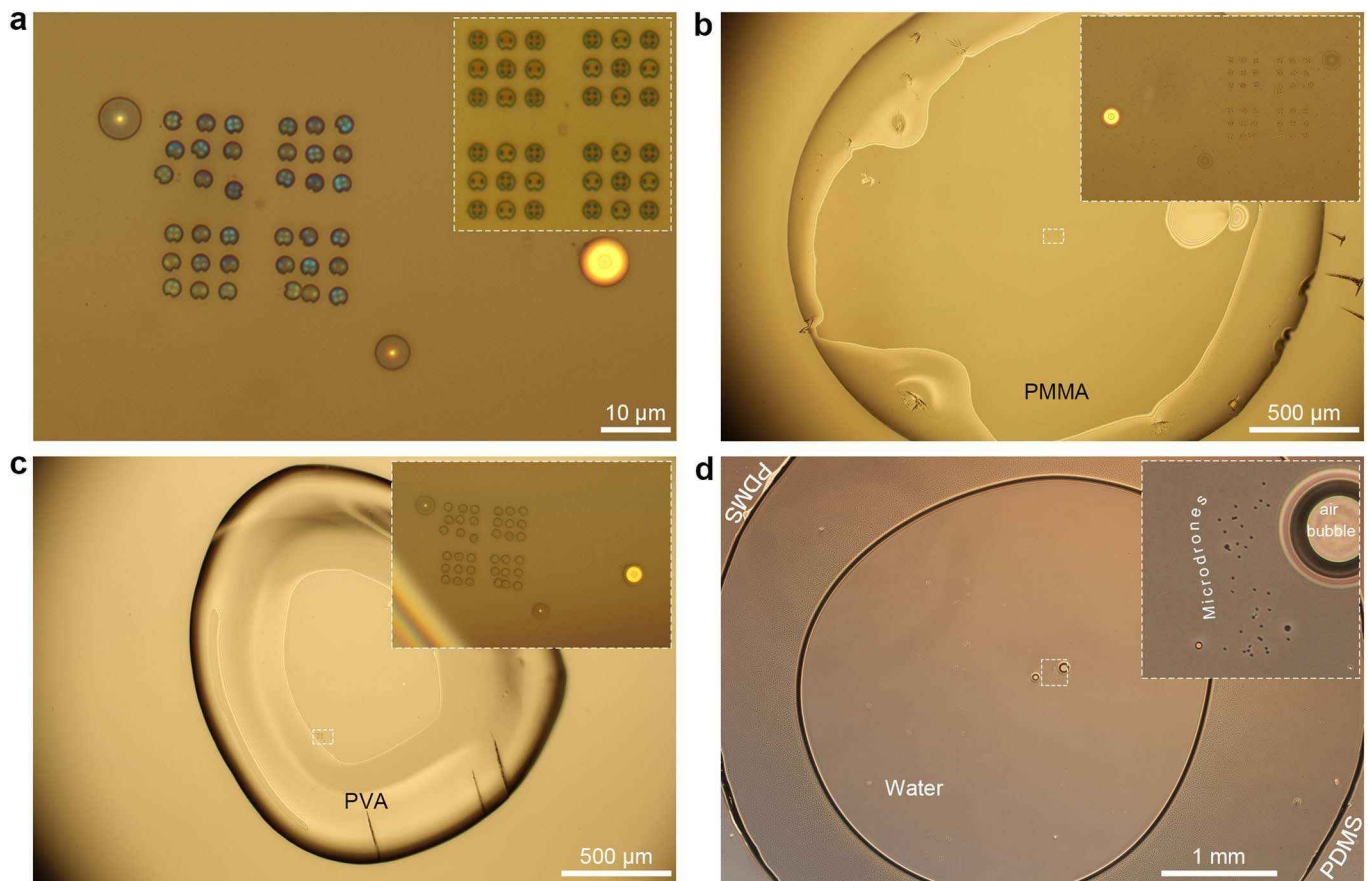 a
10 µm
b
PMMA
500 µm
c
PVA
500 µm
d
PDMS
Microdrones
air
bubble
Water
1 mm
PDMS